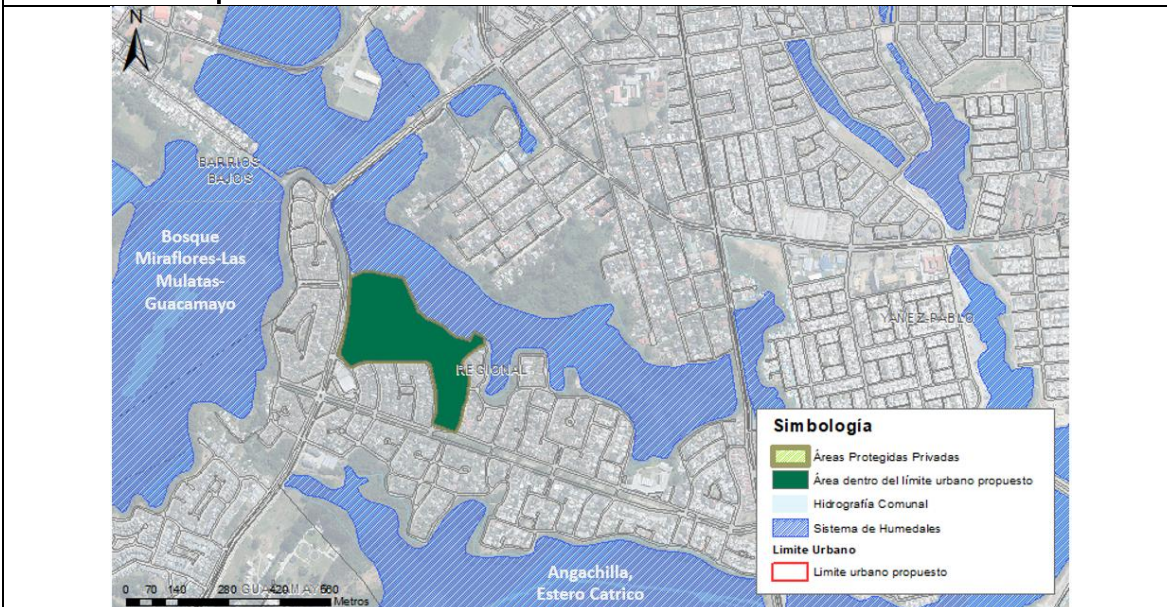 N
BARRIOS
BAJOS
Bosque
Miraflores-Las
Mulatas-
Guacamayo
REGIONAL
YAÑEZ-PABLO
Angachilla,
Estero Catrico
Simbología
Áreas Protegidas Privadas
Área dentro del límite urbano propuesto
Hidrografía Comunal
Sistema de Humedales
Limite Urbano
Limite urbano propuesto
0 70 140 280 420 560
Metros